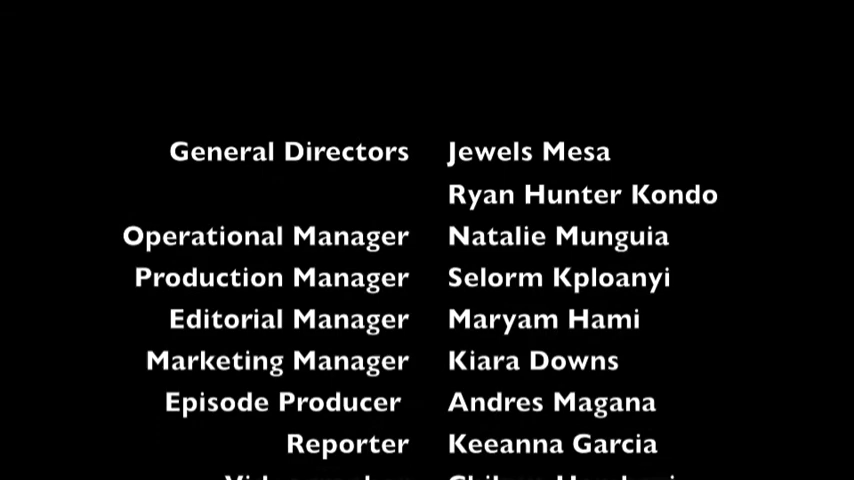 General Directors Jewels Mesa
Ryan Hunter Kondo
Operational Manager Natalie Munguia
Production Manager Selorm Kploanyi
Editorial Manager Maryam Hami
Marketing Manager Kiara Downs
Episode Producer Andres Magana
Reporter Keeanna Garcia